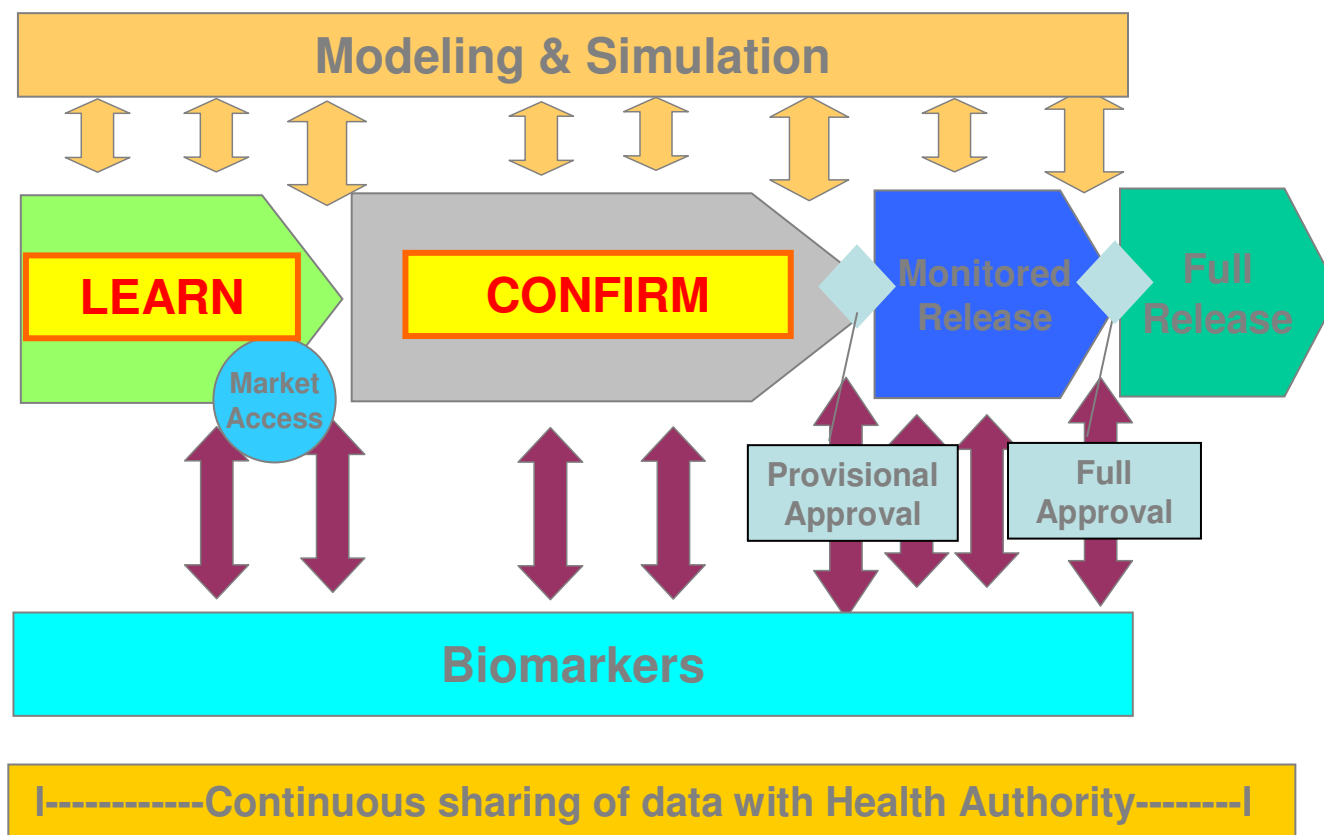 Modeling & Simulation
LEARN
CONFIRM
Monitored
Release
Full
Release
Market
Access
Provisional
Approval
Full
Approval
Biomarkers
I------------Continuous sharing of data with Health Authority--------I